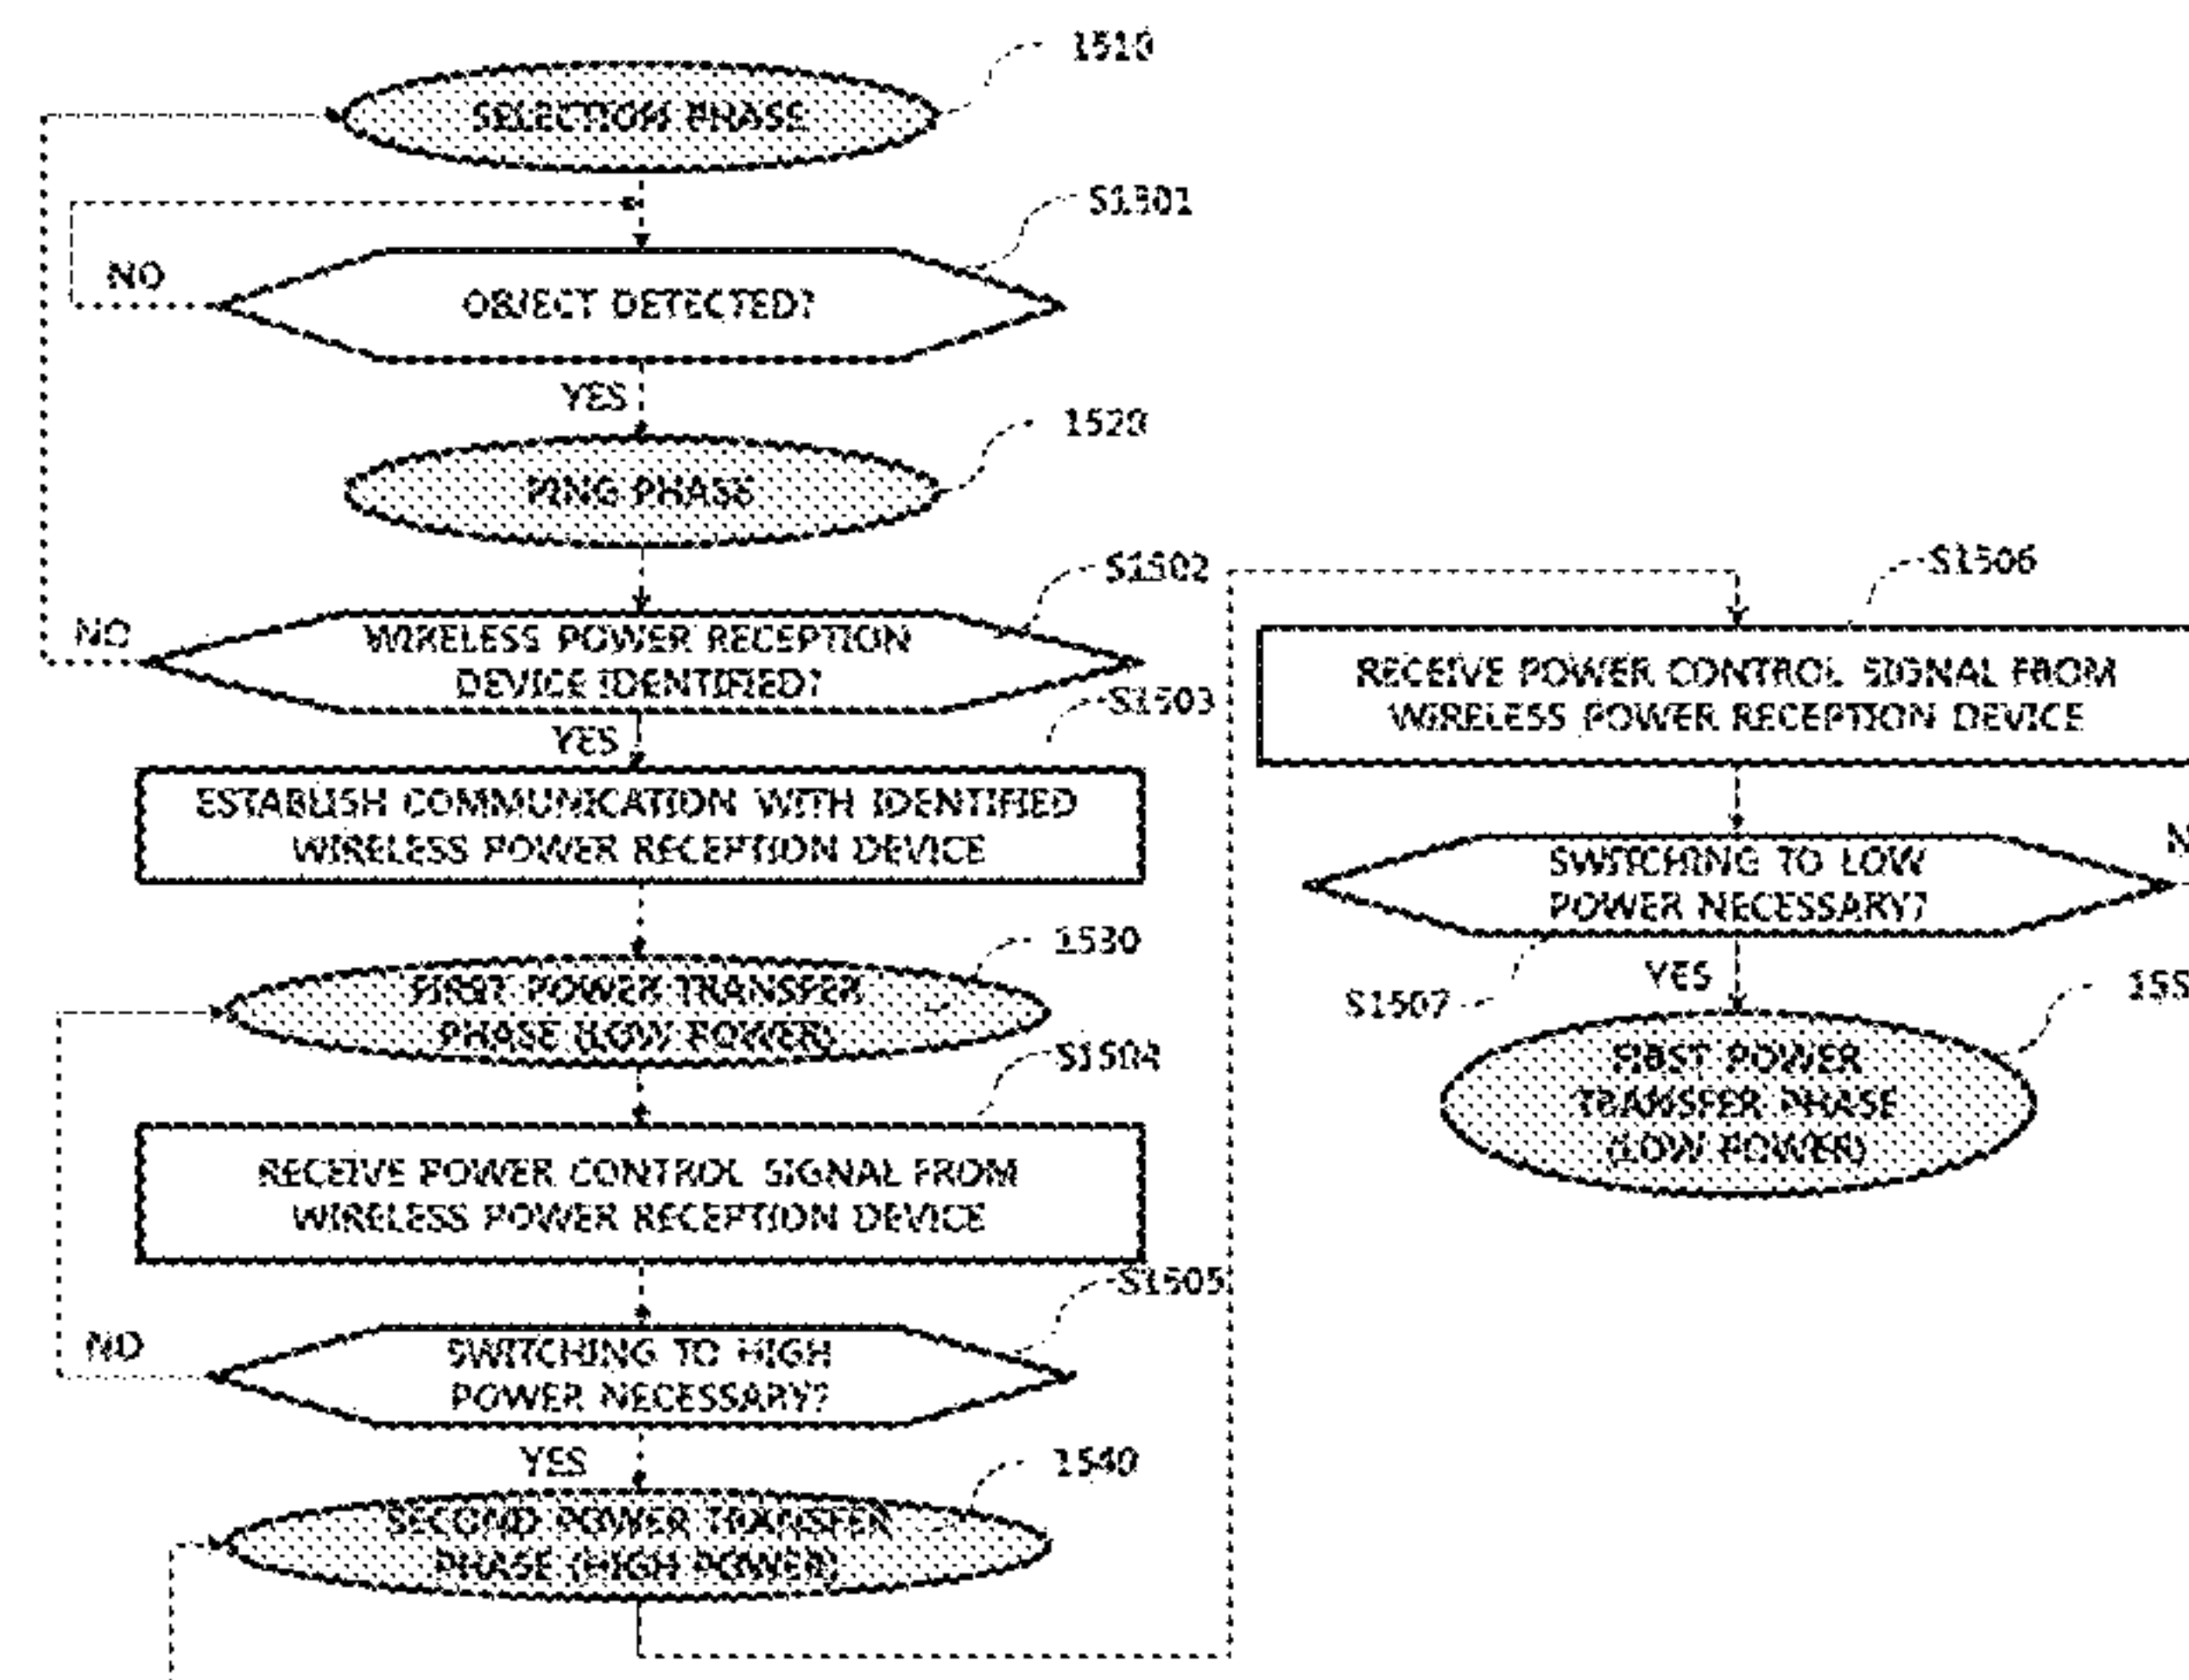 1510
SELECTION PHASE
S1501
NO
OBJECT DETECTED?
YES
1520
PING PHASE
S1502
NO
WIRELESS POWER RECEPTION
DEVICE IDENTIFIED?
S1503
YES
ESTABLISH COMMUNICATION WITH IDENTIFIED
WIRELESS POWER RECEPTION DEVICE
1530
FIRST POWER TRANSFER
PHASE (LOW POWER)
S1504
RECEIVE POWER CONTROL SIGNAL FROM
WIRELESS POWER RECEPTION DEVICE
S1505
NO
SWITCHING TO HIGH
POWER NECESSARY?
YES
1540
SECOND POWER TRANSFER
PHASE (HIGH POWER)
S1506
RECEIVE POWER CONTROL SIGNAL FROM
WIRELESS POWER RECEPTION DEVICE
SWITCHING TO LOW
POWER NECESSARY?
S1507
YES
FIRST POWER
TRANSFER PHASE
(LOW POWER)